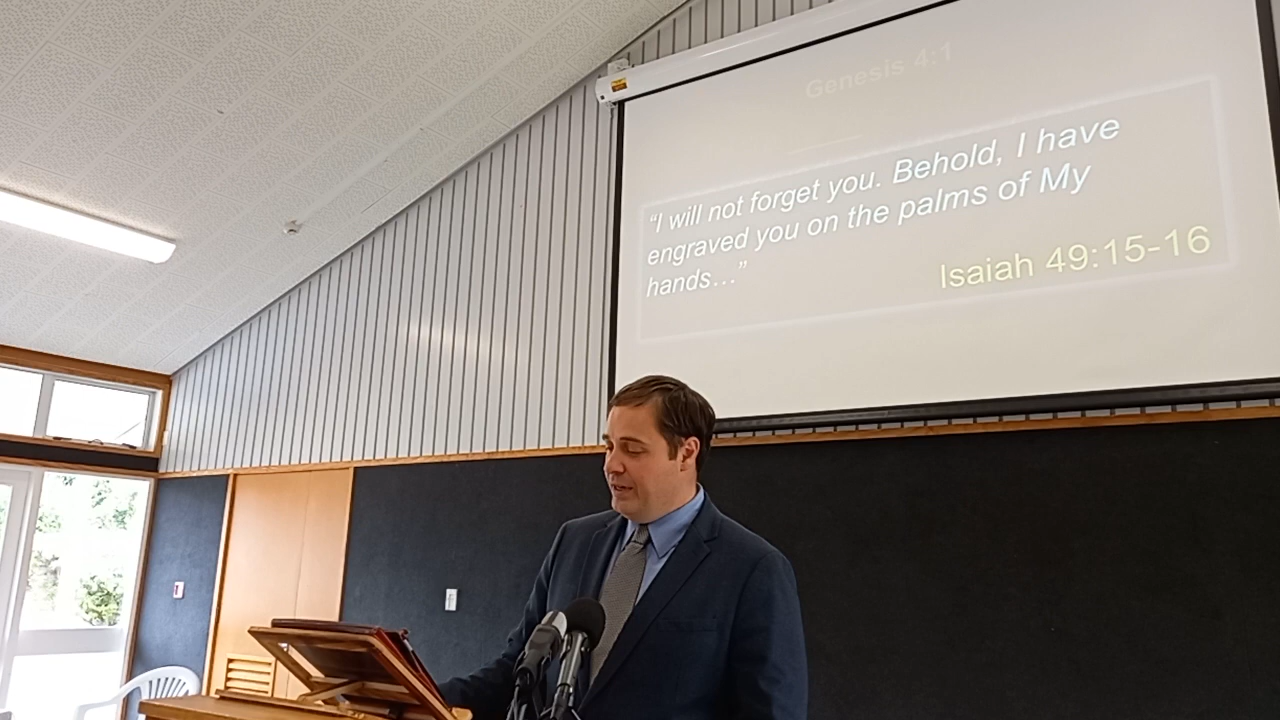 Genesis 4:1
“I will not forget you. Behold, I have
engraved you on the palms of My
hands…”
Isaiah 49:15-16